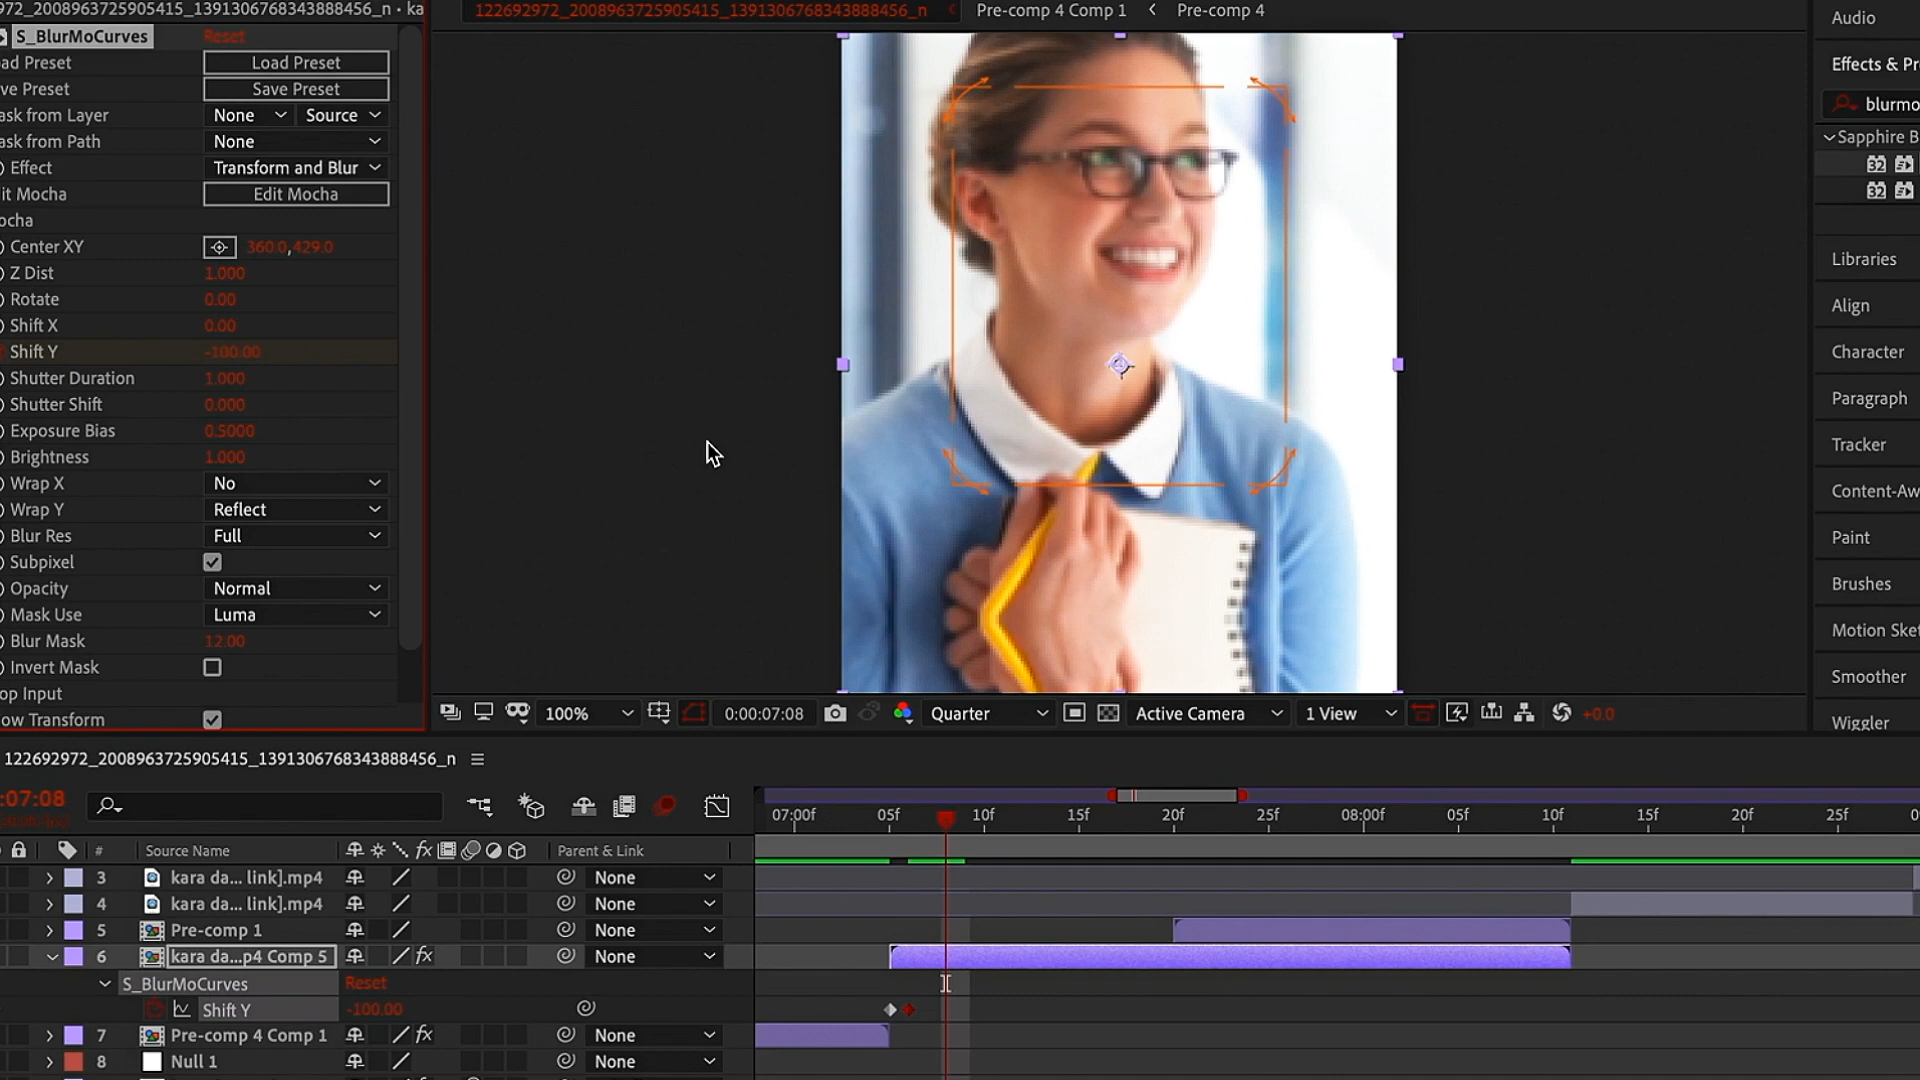 972_2008963725905415_1391306768343888456_n • ka
122692972_2008963725905415_1391306768343888456_n
Pre-comp 4 Comp 1
Pre-comp 4
Audio
S_BlurMoCurves Reset
ad Preset Load Preset
ve Preset Save Preset
ask from Layer None Source
ask from Path None
Effect Transform and Blur
it Mocha Edit Mocha
ocha
Center XY 360.0,429.0
Z Dist 1.000
Rotate 0.00
Shift X 0.00
Shift Y -100.00
Shutter Duration 1.000
Shutter Shift 0.000
Exposure Bias 0.5000
Brightness 1.000
Wrap X No
Wrap Y Reflect
Blur Res Full
Subpixel
Opacity Normal
Mask Use Luma
Blur Mask 12.00
Invert Mask
op Input
ow Transform
Effects & Pr
blurmo
Sapphire B
32
32
Libraries
Align
Character
Paragraph
Tracker
Content-Aw
Paint
Brushes
Motion Sket
Smoother
Wiggler
100% 0:00:07:08 Quarter Active Camera 1 View +0.0
122692972_2008963725905415_1391306768343888456_n
:07:08
07:00f 05f 10f 15f 20f 25f 08:00f 05f 10f 15f 20f 25f
# Source Name fx Parent & Link
3 kara da... link].mp4 None
4 kara da... link].mp4 None
5 Pre-comp 1 None
6 kara da...p4 Comp 5 fx None
S_BlurMoCurves Reset
Shift Y -100.00
7 Pre-comp 4 Comp 1 fx None
8 Null 1 None